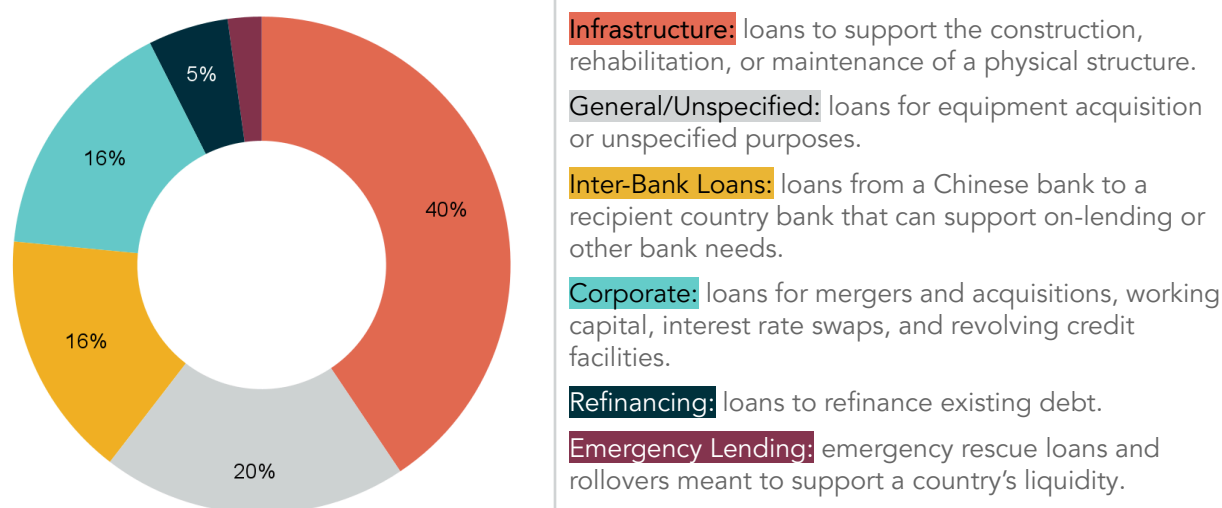 5%
16%
40%
16%
20%
Infrastructure: loans to support the construction,
rehabilitation, or maintenance of a physical structure.
General/Unspecified: loans for equipment acquisition
or unspecified purposes.
Inter-Bank Loans: loans from a Chinese bank to a
recipient country bank that can support on-lending or
other bank needs.
Corporate: loans for mergers and acquisitions, working
capital, interest rate swaps, and revolving credit
facilities.
Refinancing: loans to refinance existing debt.
Emergency Lending: emergency rescue loans and
rollovers meant to support a country’s liquidity.